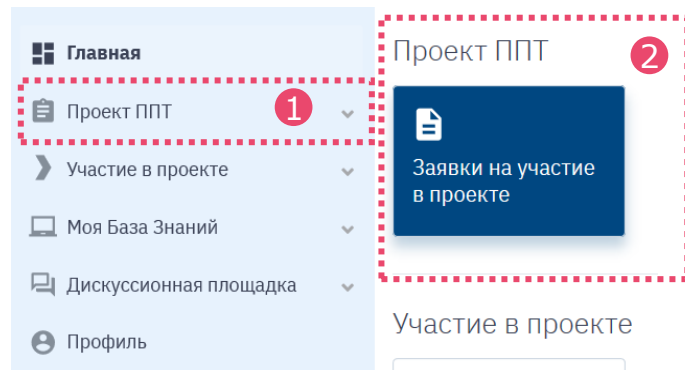 Главная
Проект ППТ
1
Участие в проекте
Моя База Знаний
Дискуссионная площадка
Профиль
Проект ППТ
2
Заявки на участие
в проекте
Участие в проекте